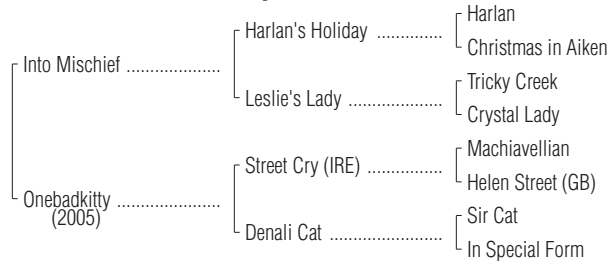 Harlan
Harlan's Holiday ..............
Christmas in Aiken
Into Mischief ....................
Tricky Creek
Leslie's Lady ....................
Crystal Lady
Machiavellian
Street Cry (IRE) ................
Helen Street (GB)
Onebadkitty ....................
(2005)
Sir Cat
Denali Cat ......................
In Special Form